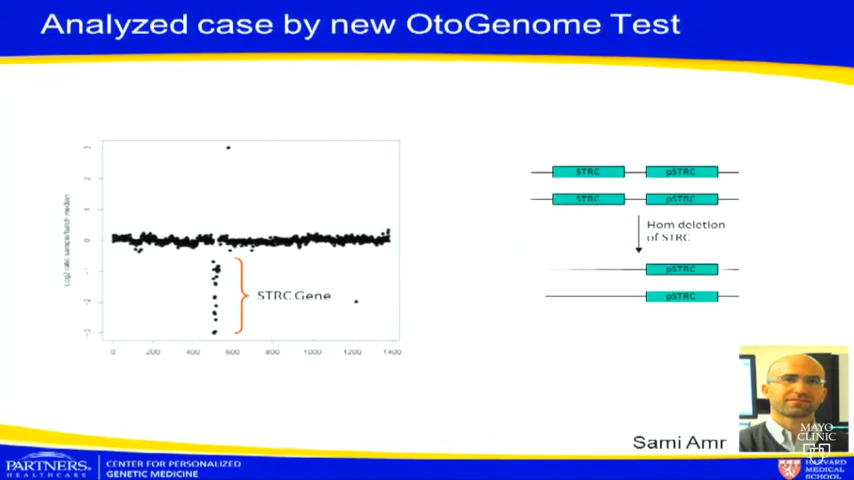 Analyzed case by new OtoGenome Test
Log2 ratio sample/batch median
3
2
1
0
-1
-2
-3
0
200
400
600
800
1000
1200
1400
STRC Gene
STRC
pSTRC
STRC
pSTRC
Hom deletion
of STRC
pSTRC
pSTRC
Sami Amr
MAYO
CLINIC
PARTNERS
HEALTHCARE
CENTER FOR PERSONALIZED
GENETIC MEDICINE
HARVARD
MEDICAL
SCHOOL